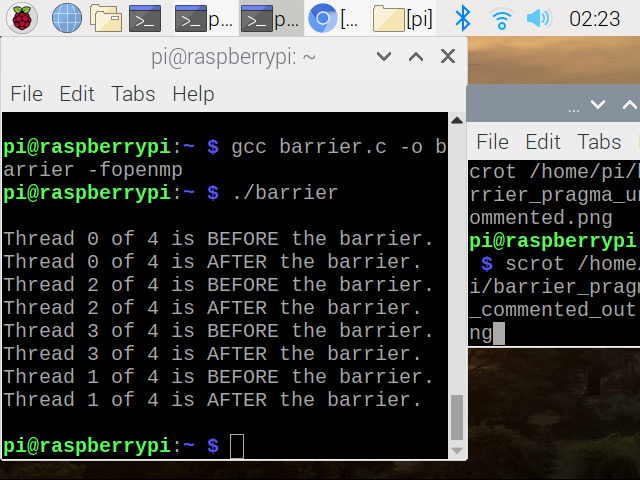 p... p... [... [pi] 02:23
pi@raspberrypi: ~
File Edit Tabs Help
pi@raspberrypi:~ $ gcc barrier.c -o b
arrier -fopenmp
pi@raspberrypi:~ $ ./barrier
Thread 0 of 4 is BEFORE the barrier.
Thread 0 of 4 is AFTER the barrier.
Thread 2 of 4 is BEFORE the barrier.
Thread 2 of 4 is AFTER the barrier.
Thread 3 of 4 is BEFORE the barrier.
Thread 3 of 4 is AFTER the barrier.
Thread 1 of 4 is BEFORE the barrier.
Thread 1 of 4 is AFTER the barrier.
pi@raspberrypi:~ $
...
File Edit Tabs
crot /home/pi/
rrier_pragma_un
ommented.png
pi@raspberrypi
$ scrot /home/
i/barrier_pragm
_commented_out
ng